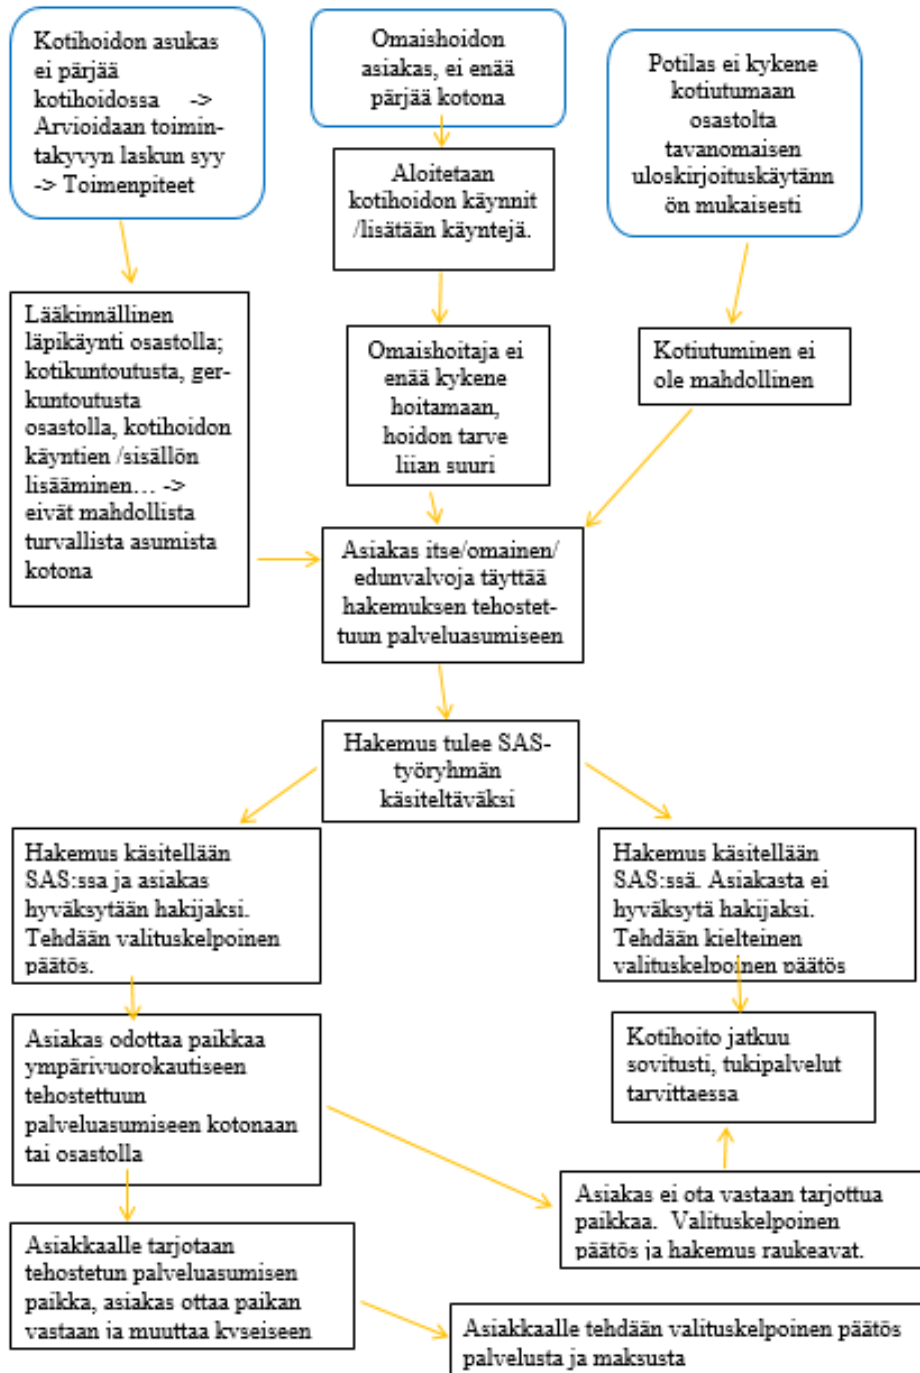 Kotihoidon asukas
ei pärjää
kotihoidossa -&gt;
Arvioidaan toimin-
takyvyn laskun syy
-&gt; Toimenpiteet
Omaishoidon
asiakas, ei enää
pärjää kotona
Potilas ei kykene
kotiutumaan
osastolta
tavanomaisen
uloskirjoituskäytänn
ön mukaisesti
Aloitetaan
kotihoidon käynnit
/lisätään käyntejä.
Lääkinnällinen
läpikäynti osastolla;
kotikuntoutusta, ger-
kuntoutusta
osastolla, kotihoidon
käyntien /sisällön
lisääminen… -&gt;
eivät mahdollista
turvallista asumista
kotona
Omaishoitaja ei
enää kykene
hoitamaan,
hoidon tarve
liian suuri
Kotiutuminen ei
ole mahdollinen
Asiakas itse/omainen/
edunvalvoja täyttää
hakemuksen tehostet-
tuun palveluasumiseen
Hakemus tulee SAS-
työryhmän
käsiteltäväksi
Hakemus käsitellään
SAS:ssa ja asiakas
hyväksytään hakijaksi.
Tehdään valituskelpoinen
päätös.
Hakemus käsitellään
SAS:ssä. Asiakasta ei
hyväksytä hakijaksi.
Tehdään kielteinen
valituskelpoinen päätös
Asiakas odottaa paikkaa
ympärivuorokautiseen
tehostettuun
palveluasumiseen kotonaan
tai osastolla
Kotihoito jatkuu
sovitusti, tukipalvelut
tarvittaessa
Asiakas ei ota vastaan tarjottua
paikkaa. Valituskelpoinen
päätös ja hakemus raukeavat.
Asiakkaalle tarjotaan
tehostetun palveluasumisen
paikka, asiakas ottaa paikan
vastaan ja muuttaa kyseiseen
Asiakkaalle tehdään valituskelpoinen päätös
palvelusta ja maksusta